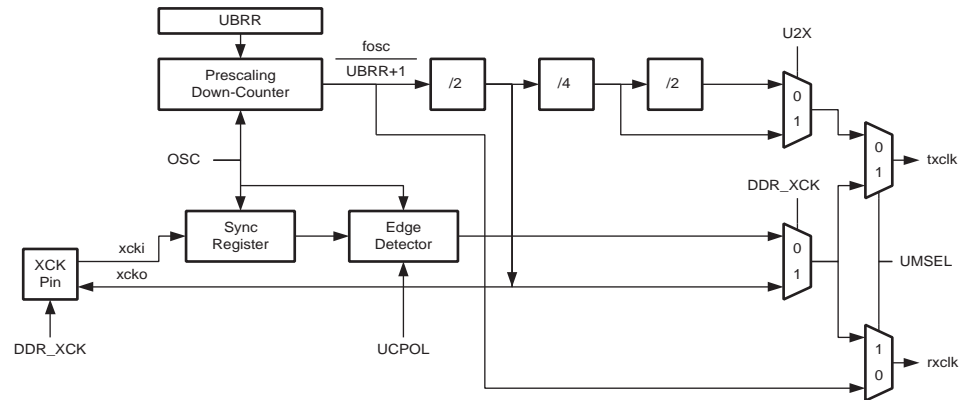 UBRR
fosc
U2X
Prescaling
Down-Counter
UBRR+1
/2
/4
/2
0
1
OSC
0
1
txclk
DDR_XCK
Sync
Register
Edge
Detector
0
1
UMSEL
xcki
xcko
XCK
Pin
DDR_XCK
UCPOL
1
0
rxclk